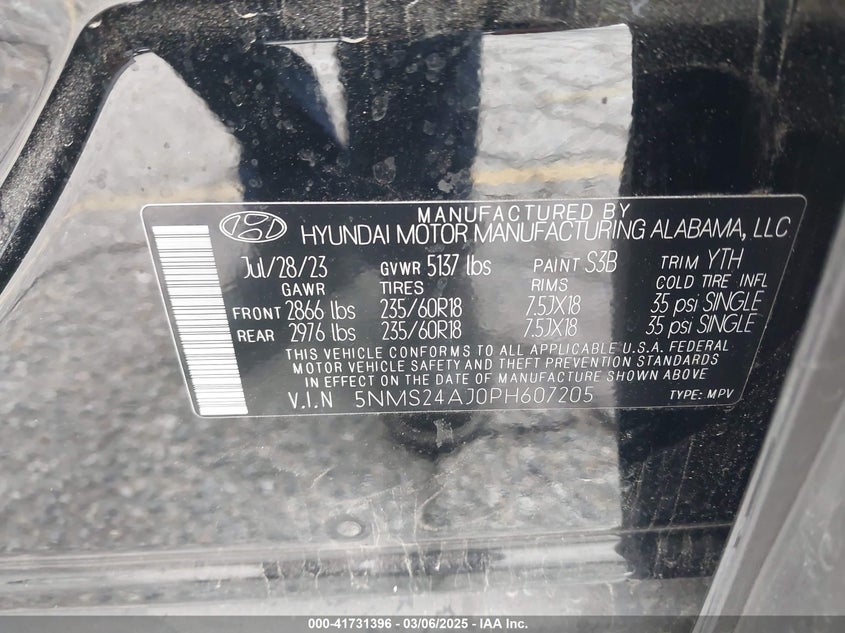 MANUFACTURED BY
HYUNDAI MOTOR MANUFACTURING ALABAMA, LLC
Jul/28/23 GVWR 5137 lbs PAINT S3B TRIM YTH
GAWR TIRES RIMS COLD TIRE INFL
FRONT 2866 lbs 235/60R18 7.5JX18 35 psi SINGLE
REAR 2976 lbs 235/60R18 7.5JX18 35 psi SINGLE
THIS VEHICLE CONFORMS TO ALL APPLICABLE U.S.A. FEDERAL
MOTOR VEHICLE SAFETY AND THEFT PREVENTION STANDARDS
IN EFFECT ON THE DATE OF MANUFACTURE SHOWN ABOVE
V.I.N 5NMS24AJ0PH607205 TYPE: MPV
000-41731396 - 03/06/2025 - IAA Inc.